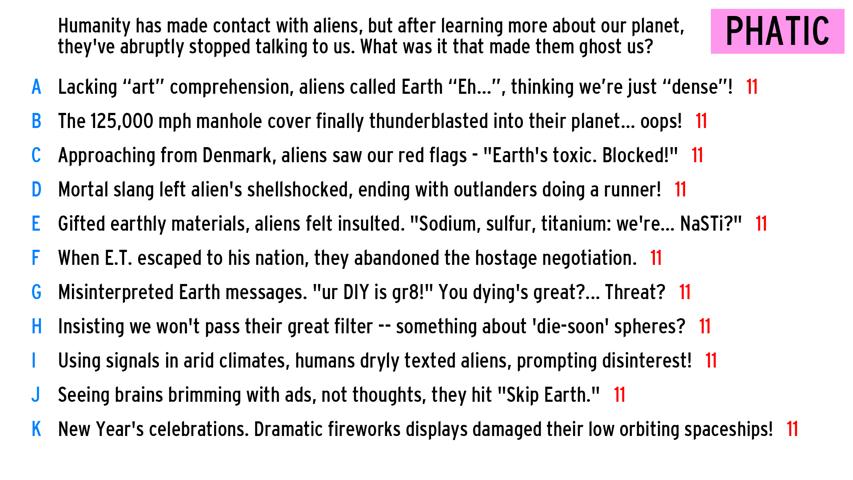 Humanity has made contact with aliens, but after learning more about our planet,
they've abruptly stopped talking to us. What was it that made them ghost us?
PHATIC
A Lacking “art” comprehension, aliens called Earth “Eh...”, thinking we’re just “dense”! 11
B The 125,000 mph manhole cover finally thunderblasted into their planet... oops! 11
C Approaching from Denmark, aliens saw our red flags - "Earth's toxic. Blocked!" 11
D Mortal slang left alien's shellshocked, ending with outlanders doing a runner! 11
E Gifted earthly materials, aliens felt insulted. "Sodium, sulfur, titanium: we're... NaSTi?" 11
F When E.T. escaped to his nation, they abandoned the hostage negotiation. 11
G Misinterpreted Earth messages. "ur DIY is gr8!" You dying's great?... Threat? 11
H Insisting we won't pass their great filter -- something about 'die-soon' spheres? 11
I Using signals in arid climates, humans dryly texted aliens, prompting disinterest! 11
J Seeing brains brimming with ads, not thoughts, they hit "Skip Earth." 11
K New Year's celebrations. Dramatic fireworks displays damaged their low orbiting spaceships! 11